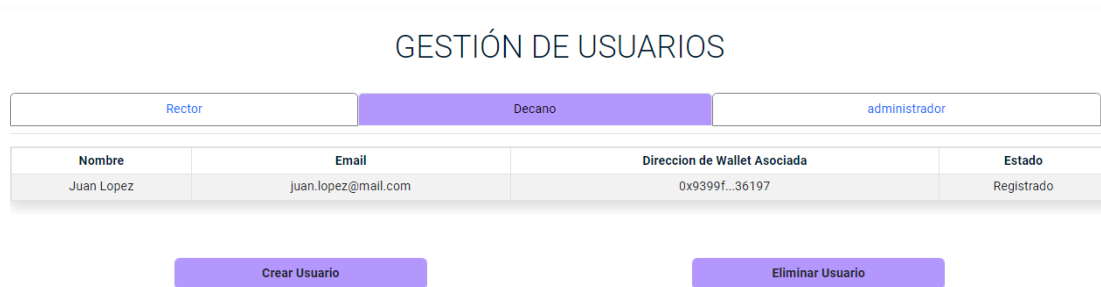 GESTIÓN DE USUARIOS
Rector Decano administrador
Nombre Email Direccion de Wallet Asociada Estado
Juan Lopez juan.lopez@mail.com 0x9399f...36197 Registrado
Crear Usuario Eliminar Usuario